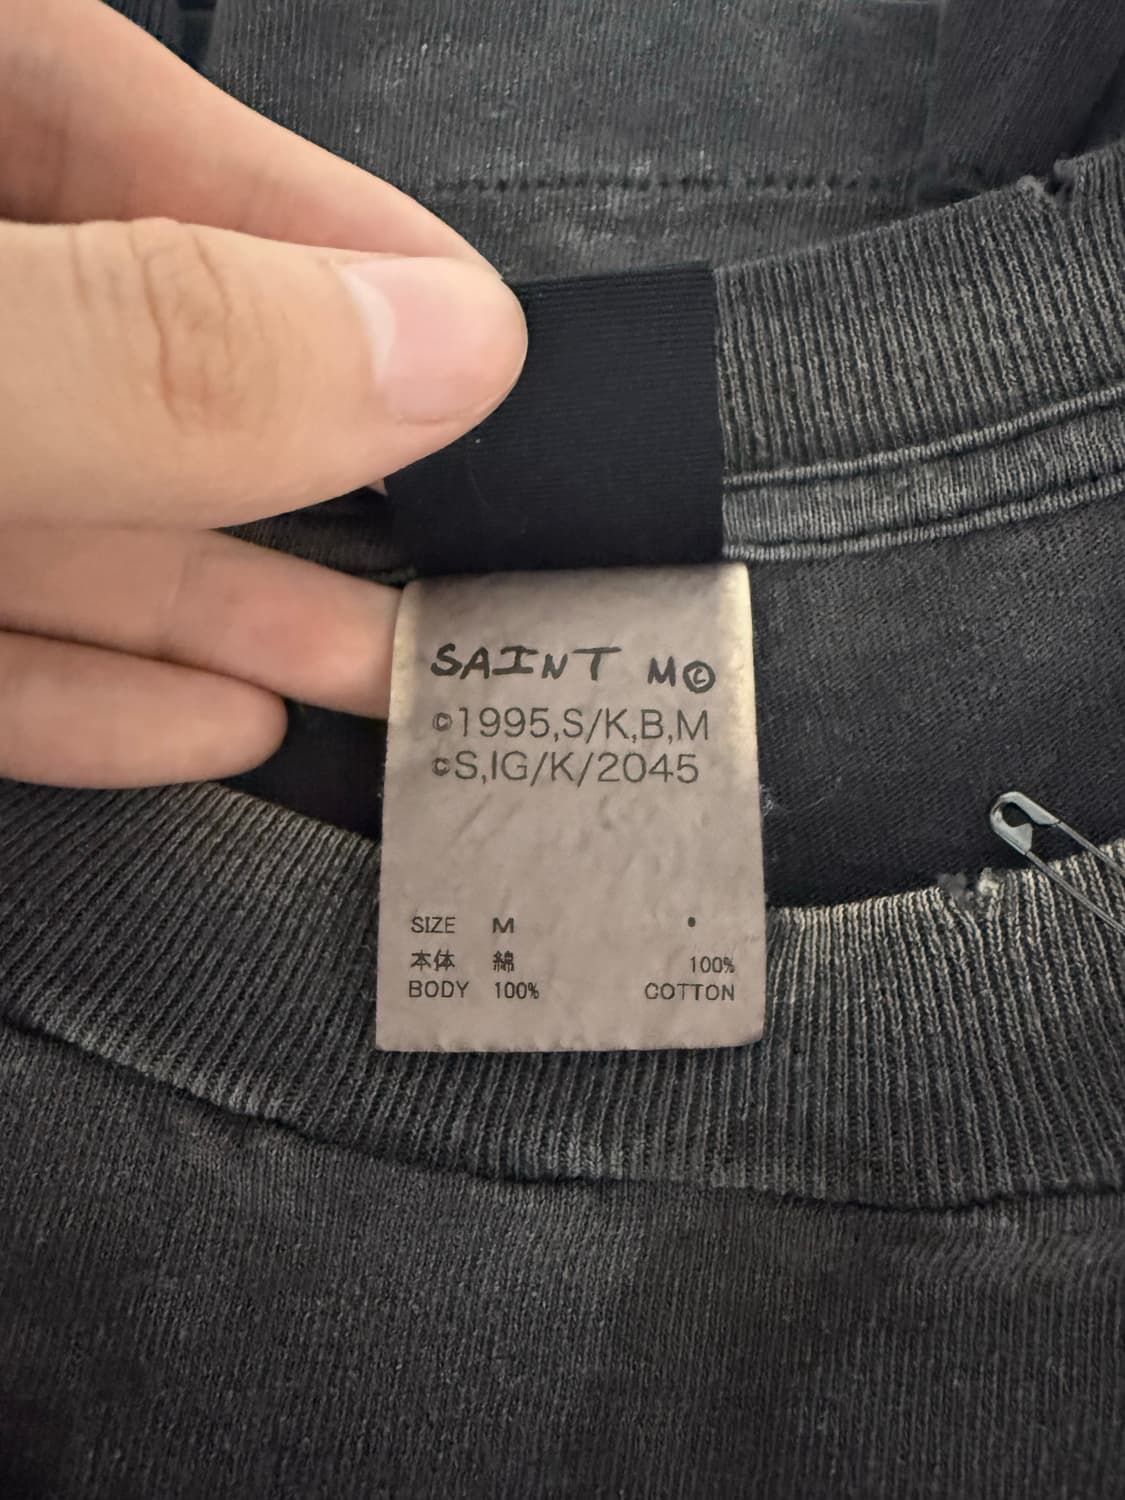 SAINT M©
©1995,S/K,B,M
©S,IG/K/2045
SIZE M •
本体 綿 100%
BODY 100% COTTON